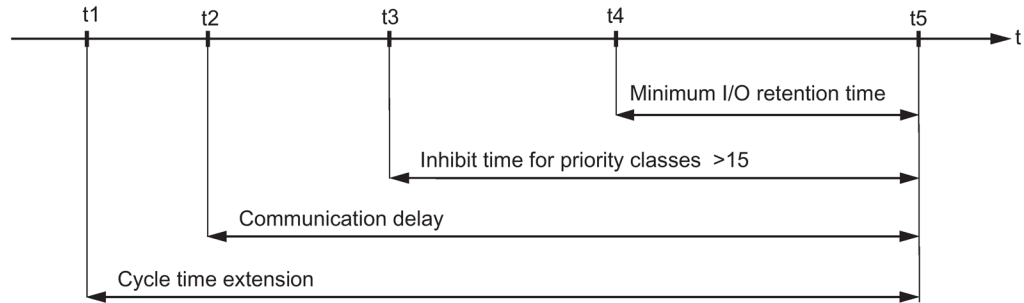 t1
t2
t3
t4
t5
t
Minimum I/O retention time
Inhibit time for priority classes >15
Communication delay
Cycle time extension